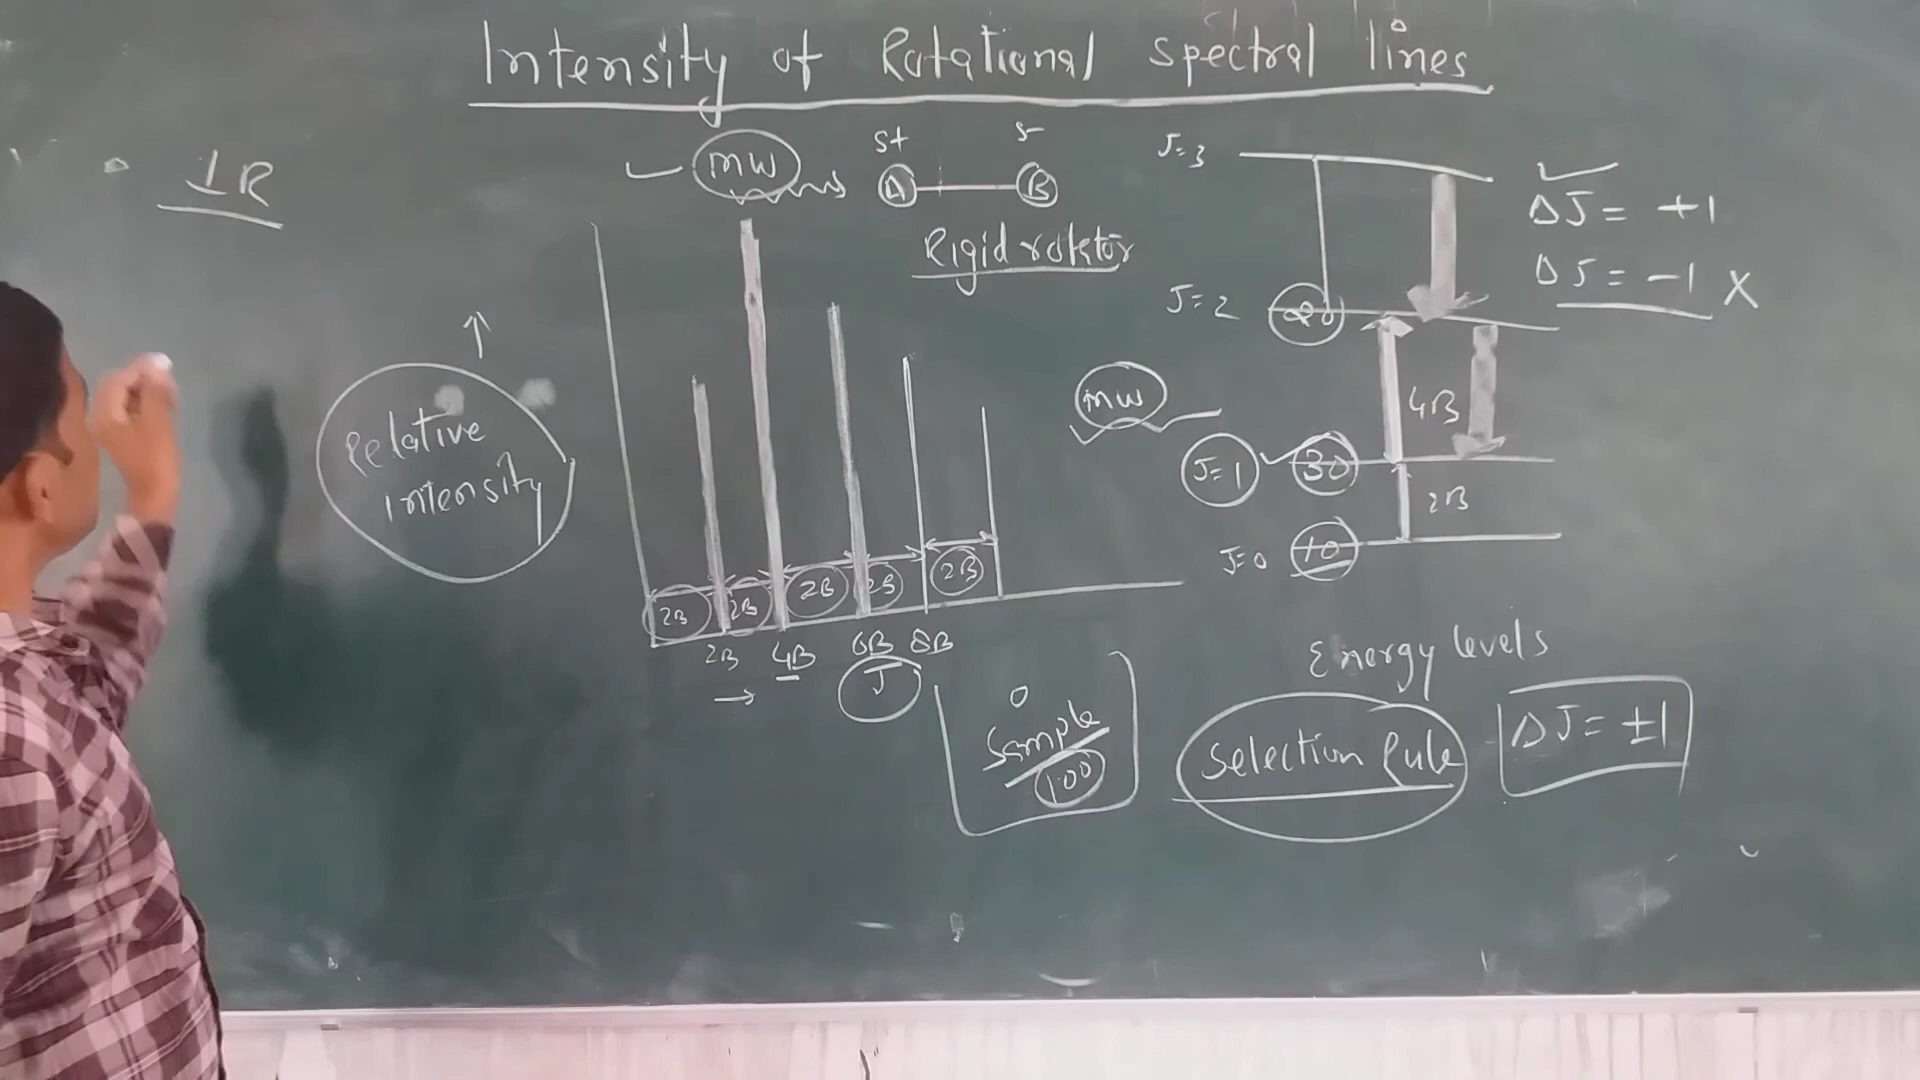 Intensity of Rotational Spectral lines
IR
MW
δ+ δ-
A B
Rigid rotator
J=3
ΔJ = +1
ΔJ = -1 X
J=2
MW
4B
Relative
intensity
J=1 30
2B
J=0 10
2B 2B 2B 2B 2B
2B 4B 6B 8B
→ J
Energy levels
Sample
100
Selection Rule
ΔJ = ±1